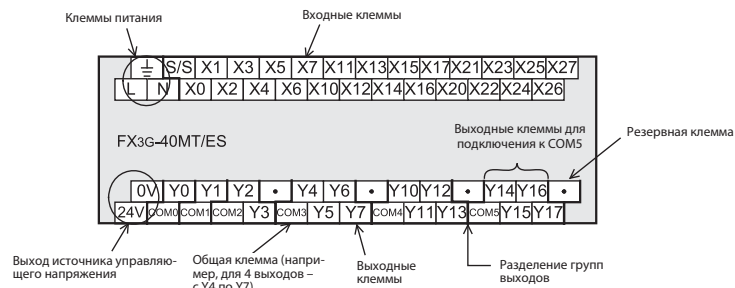 Клеммы питания
Входные клеммы
⏚ S/S X1 X3 X5 X7 X11 X13 X15 X17 X21 X23 X25 X27
L N X0 X2 X4 X6 X10 X12 X14 X16 X20 X22 X24 X26
FX3G-40MT/ES
Выходные клеммы для
подключения к COM5
Резервная клемма
0V Y0 Y1 Y2 • Y4 Y6 • Y10 Y12 • Y14 Y16 •
24V COM0 COM1 COM2 Y3 COM3 Y5 Y7 COM4 Y11 Y13 COM5 Y15 Y17
Выход источника управляю-
щего напряжения
Общая клемма (напри-
мер, для 4 выходов –
с Y4 по Y7)
Выходные
клеммы
Разделение групп
выходов